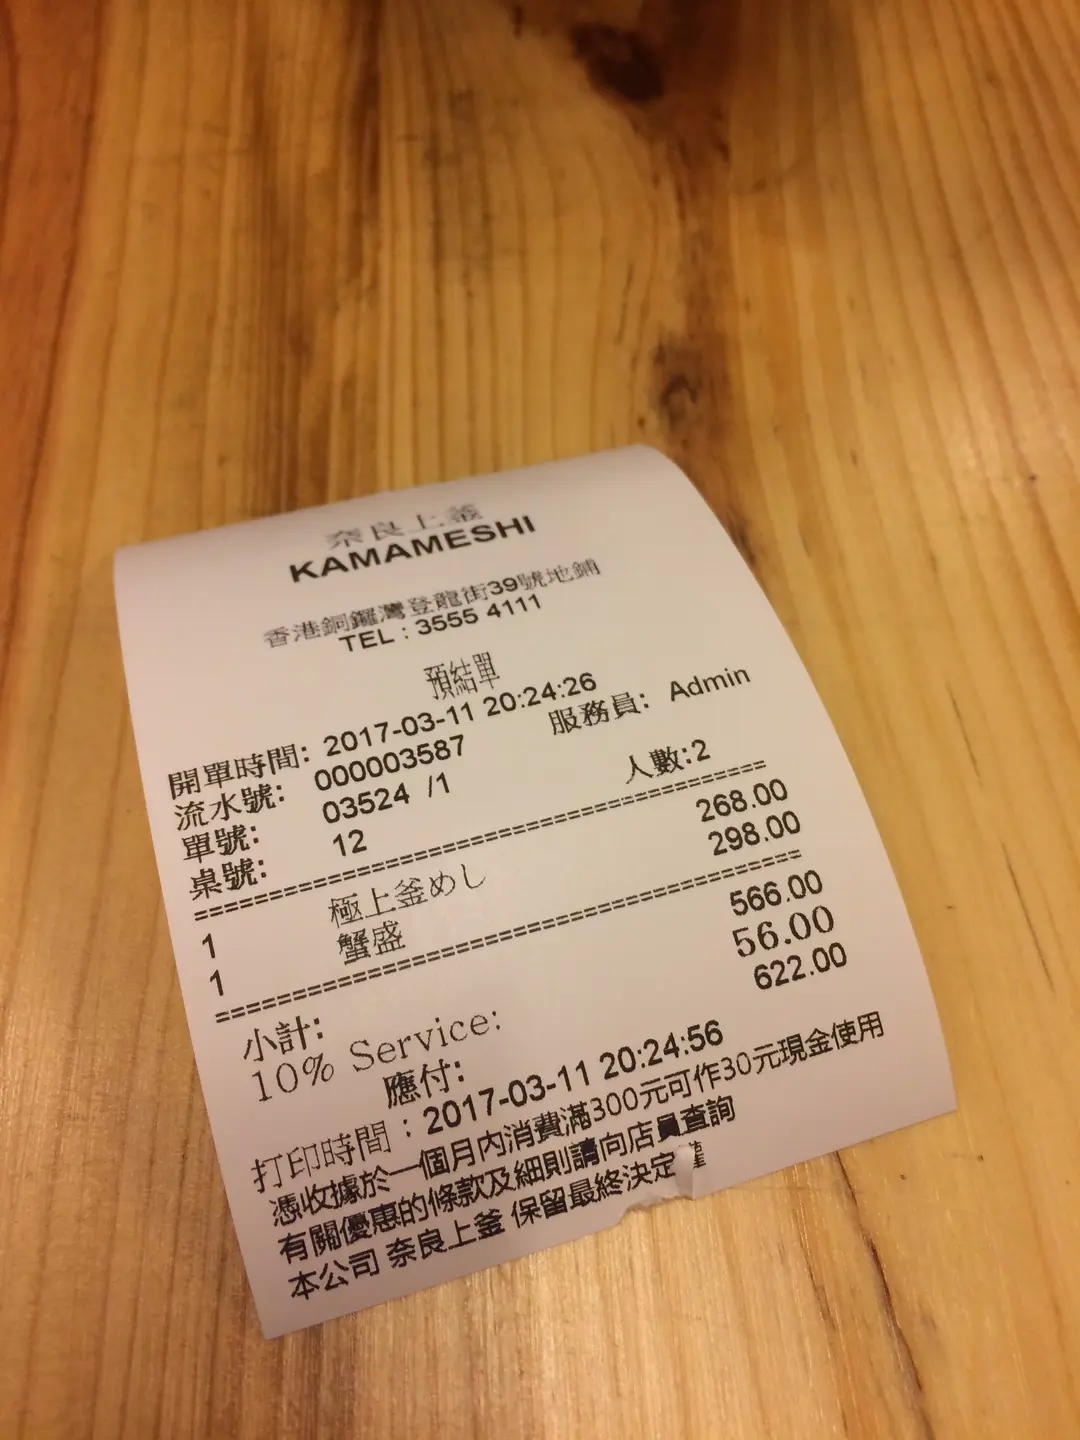 奈良上釜
KAMAMESHI
香港銅鑼灣登龍街39號地鋪
TEL : 3555 4111
預結單
開單時間: 2017-03-11 20:24:26
流水號: 000003587 服務員: Admin
單號: 03524 /1
桌號: 12 人數:2
1 極上釜めし 268.00
1 蟹盛 298.00
小計: 566.00
10% Service: 56.00
應付: 622.00
打印時間 : 2017-03-11 20:24:56
憑收據於一個月內消費滿300元可作30元現金使用
有關優惠的條款及細則請向店員查詢
本公司 奈良上釜 保留最終決定